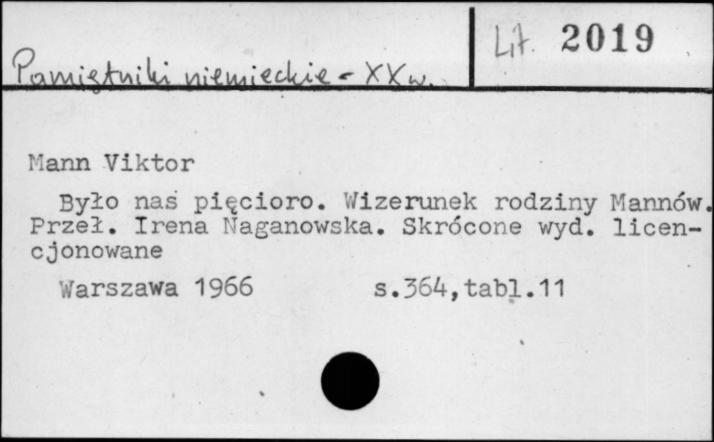 Lit. 2019
Pamiętniki niemieckie - XX w.
Mann Viktor
Było nas pięcioro. Wizerunek rodziny Mannów.
Przeł. Irena Naganowska. Skrócone wyd. licen-
cjonowane
Warszawa 1966 s.364,tabl.11